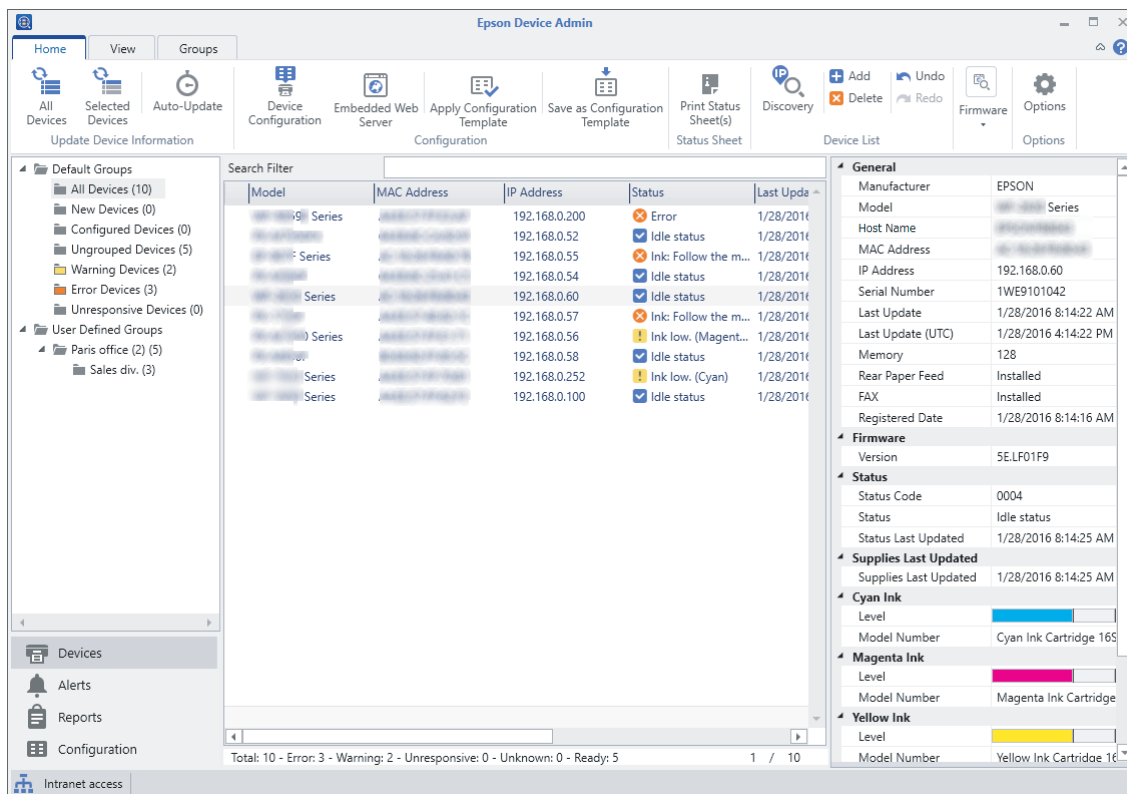 Epson Device Admin
Home View Groups
All Devices
Selected Devices
Auto-Update
Update Device Information
Device Configuration
Embedded Web Server
Apply Configuration Template
Save as Configuration Template
Configuration
Print Status Sheet(s)
Status Sheet
IP
Discovery
Add
Delete
Undo
Redo
Device List
Firmware
Options
Options
Default Groups
All Devices (10)
New Devices (0)
Configured Devices (0)
Ungrouped Devices (5)
Warning Devices (2)
Error Devices (3)
Unresponsive Devices (0)
User Defined Groups
Paris office (2) (5)
Sales div. (3)
Devices
Alerts
Reports
Configuration
Search Filter
Model MAC Address IP Address Status Last Upda
Series 192.168.0.200 Error 1/28/2016
192.168.0.52 Idle status 1/28/2016
Series 192.168.0.55 Ink: Follow the m... 1/28/2016
192.168.0.54 Idle status 1/28/2016
Series 192.168.0.60 Idle status 1/28/2016
192.168.0.57 Ink: Follow the m... 1/28/2016
Series 192.168.0.56 Ink low. (Magent... 1/28/2016
192.168.0.58 Idle status 1/28/2016
Series 192.168.0.252 Ink low. (Cyan) 1/28/2016
Series 192.168.0.100 Idle status 1/28/2016
Total: 10 - Error: 3 - Warning: 2 - Unresponsive: 0 - Unknown: 0 - Ready: 5 1 / 10
General
Manufacturer EPSON
Model Series
Host Name
MAC Address
IP Address 192.168.0.60
Serial Number 1WE9101042
Last Update 1/28/2016 8:14:22 AM
Last Update (UTC) 1/28/2016 4:14:22 PM
Memory 128
Rear Paper Feed Installed
FAX Installed
Registered Date 1/28/2016 8:14:16 AM
Firmware
Version 5E.LF01F9
Status
Status Code 0004
Status Idle status
Status Last Updated 1/28/2016 8:14:25 AM
Supplies Last Updated
Supplies Last Updated 1/28/2016 8:14:25 AM
Cyan Ink
Level
Model Number Cyan Ink Cartridge 16S
Magenta Ink
Level
Model Number Magenta Ink Cartridge
Yellow Ink
Level
Model Number Yellow Ink Cartridge 16
Intranet access